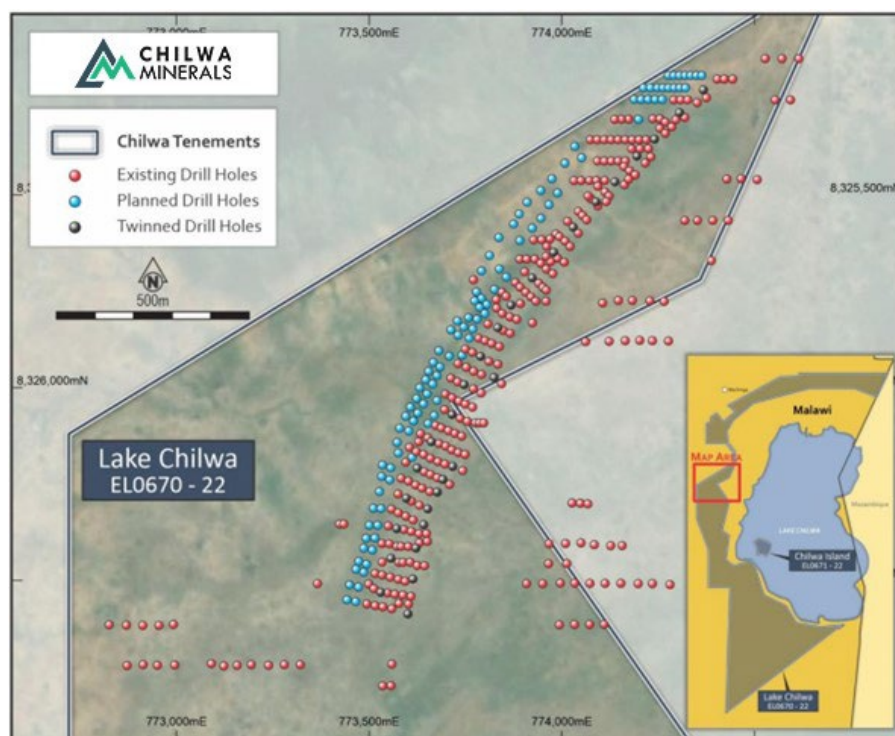 773,500mE
774,000mE
CHILWA
MINERALS
Chilwa Tenements
Existing Drill Holes
Planned Drill Holes
Twinned Drill Holes
8,325,500mN
N
500m
8,326,000mN
Lake Chilwa
EL0670 - 22
Malawi
MAP AREA
LAKE CHILWA
Mozambique
Chilwa Island
EL0671 - 22
Lake Chilwa
EL0670 - 22
773,000mE
773,500mE
774,000mE